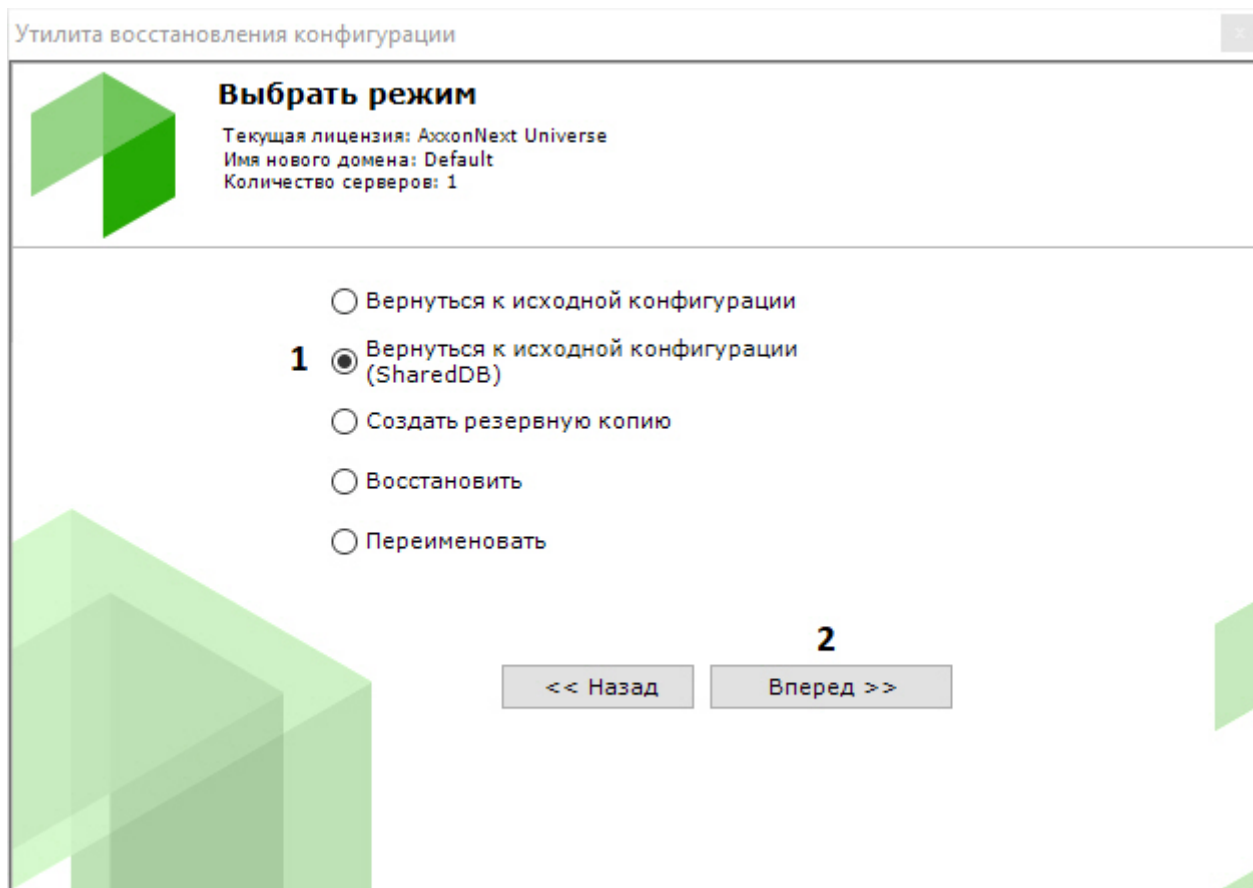 Утилита восстановления конфигурации
x
Выбрать режим
Текущая лицензия: AxxonNext Universe
Имя нового домена: Default
Количество серверов: 1
Вернуться к исходной конфигурации
1
Вернуться к исходной конфигурации
(SharedDB)
Создать резервную копию
Восстановить
Переименовать
2
<< Назад
Вперед >>